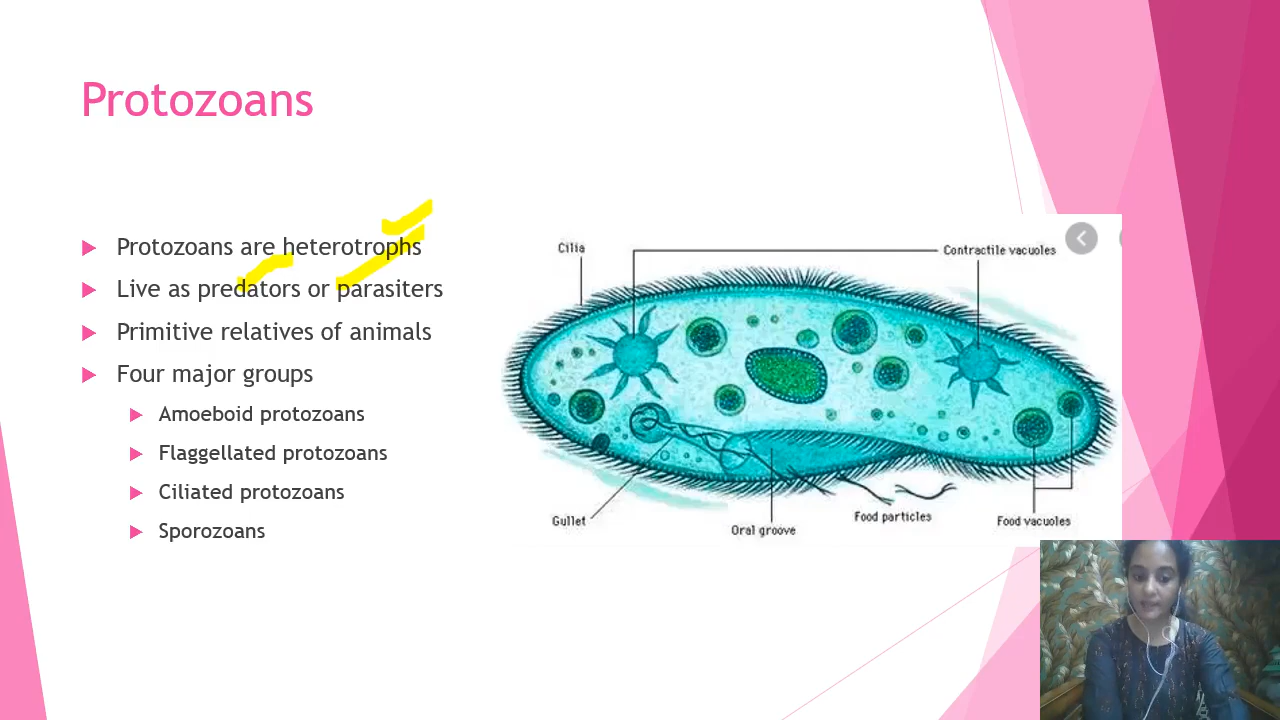 Protozoans
Protozoans are heterotrophs
Live as predators or parasiters
Primitive relatives of animals
Four major groups
Amoeboid protozoans
Flaggellated protozoans
Ciliated protozoans
Sporozoans
Cilia
Contractile vacuoles
Gullet
Oral groove
Food particles
Food vacuoles